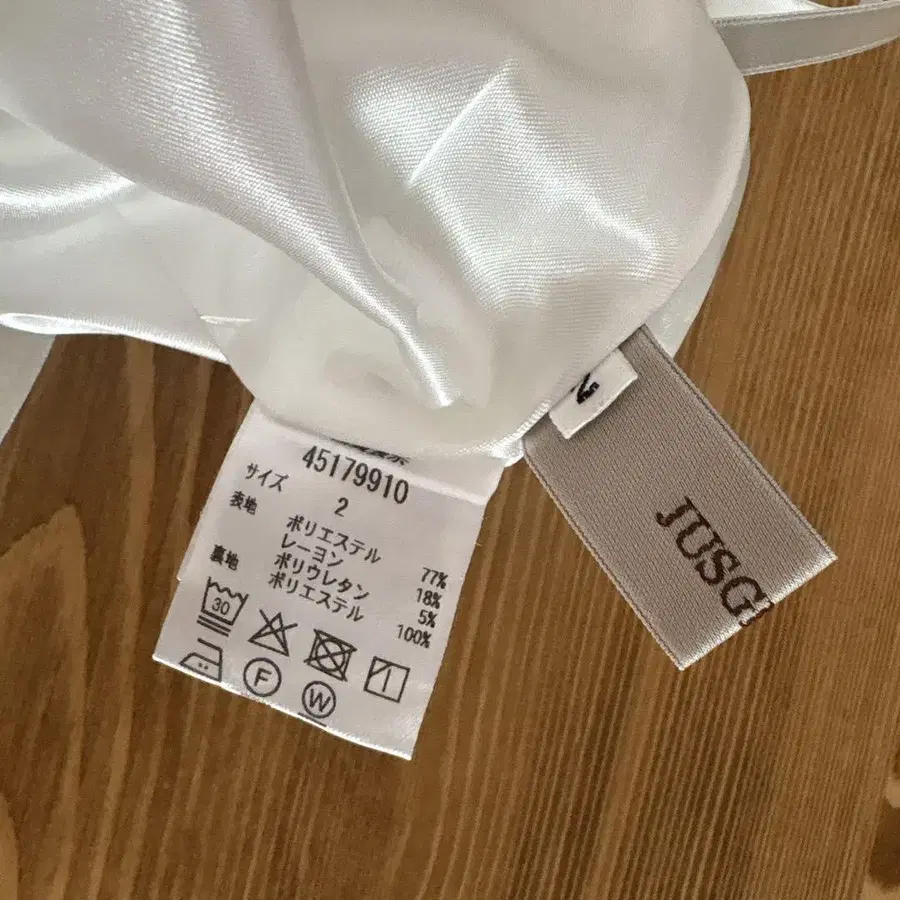 45179910
サイズ 2
表地 ポリエステル 77%
レーヨン 18%
ポリウレタン 5%
裏地 ポリエステル 100%
30
F
W
2
JUSG